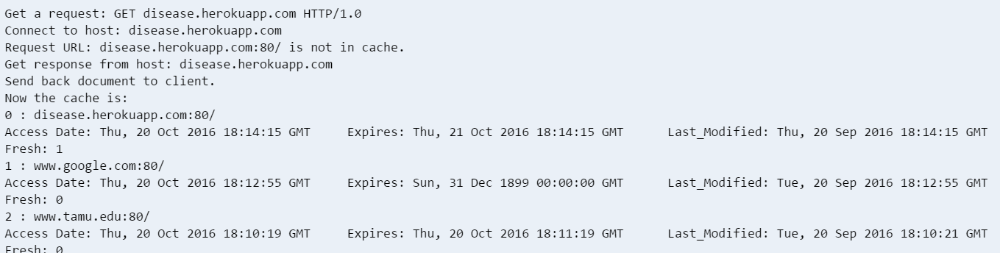 Get a request: GET disease.herokuapp.com HTTP/1.0
Connect to host: disease.herokuapp.com
Request URL: disease.herokuapp.com:80/ is not in cache.
Get response from host: disease.herokuapp.com
Send back document to client.
Now the cache is:
0 : disease.herokuapp.com:80/
Access Date: Thu, 20 Oct 2016 18:14:15 GMT     Expires: Thu, 21 Oct 2016 18:14:15 GMT      Last_Modified: Thu, 20 Sep 2016 18:14:15 GMT
Fresh: 1
1 : www.google.com:80/
Access Date: Thu, 20 Oct 2016 18:12:55 GMT     Expires: Sun, 31 Dec 1899 00:00:00 GMT      Last_Modified: Tue, 20 Sep 2016 18:12:55 GMT
Fresh: 0
2 : www.tamu.edu:80/
Access Date: Thu, 20 Oct 2016 18:10:19 GMT     Expires: Thu, 20 Oct 2016 18:11:19 GMT      Last_Modified: Tue, 20 Sep 2016 18:10:21 GMT
Fresh: 0